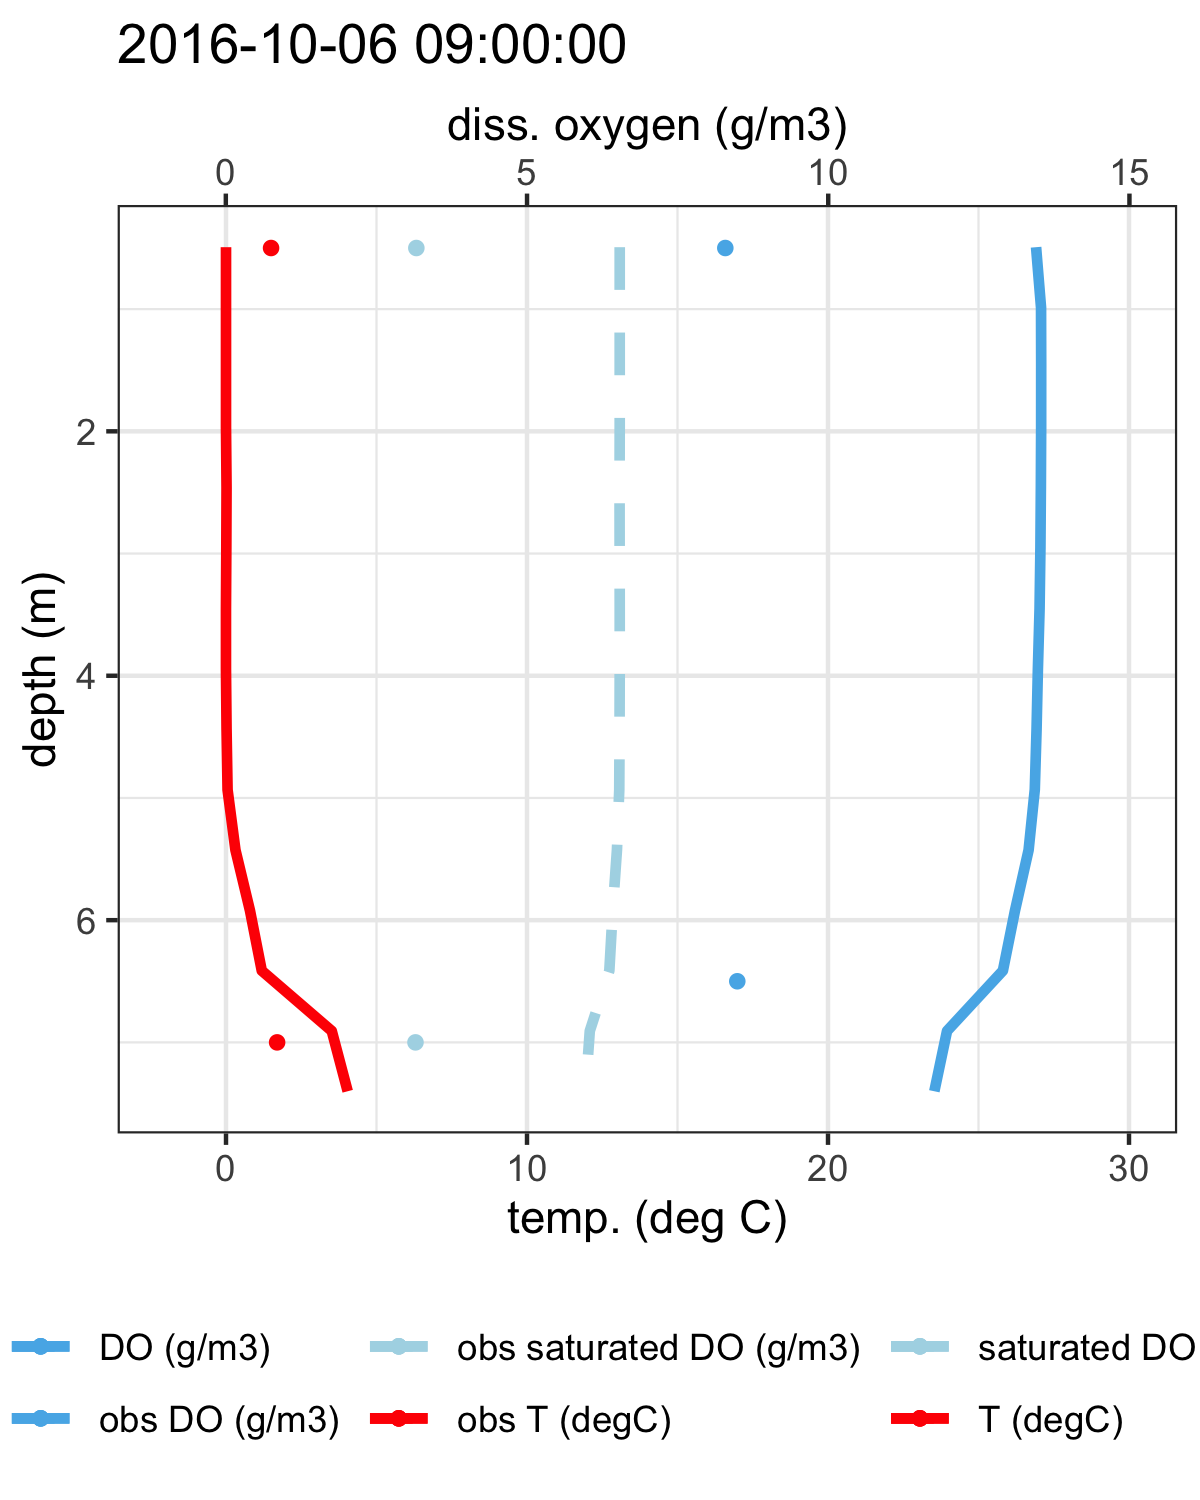 2016-10-06 09:00:00
diss. oxygen (g/m3)
0 5 10 15
2
4
6
depth (m)
0 10 20 30
temp. (deg C)
DO (g/m3) obs saturated DO (g/m3) saturated DO
obs DO (g/m3) obs T (degC) T (degC)